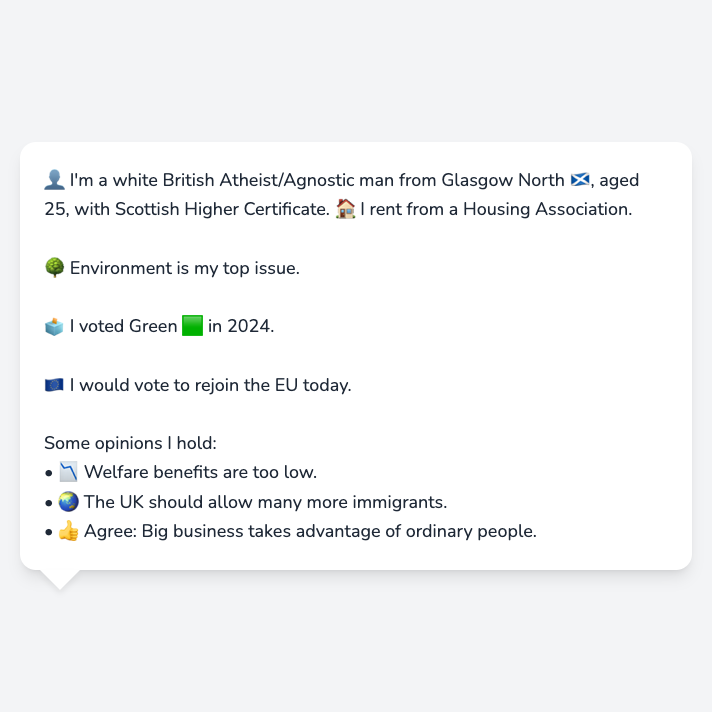 👤 I'm a white British Atheist/Agnostic man from Glasgow North 🏴󠁧󠁢󠁳󠁣󠁴󠁿, aged
25, with Scottish Higher Certificate. 🏠 I rent from a Housing Association.
🌳 Environment is my top issue.
🗳️ I voted Green 🟩 in 2024.
🇪🇺 I would vote to rejoin the EU today.
Some opinions I hold:
• 📉 Welfare benefits are too low.
• 🌏 The UK should allow many more immigrants.
• 👍 Agree: Big business takes advantage of ordinary people.